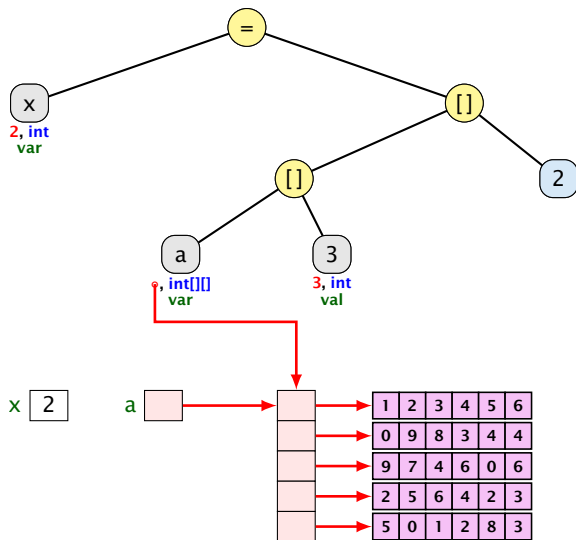 =
x
[]
2, int
var
[]
2
a
3
, int[][]
var
3, int
val
x 2 a
1 2 3 4 5 6
0 9 8 3 4 4
9 7 4 6 0 6
2 5 6 4 2 3
5 0 1 2 8 3